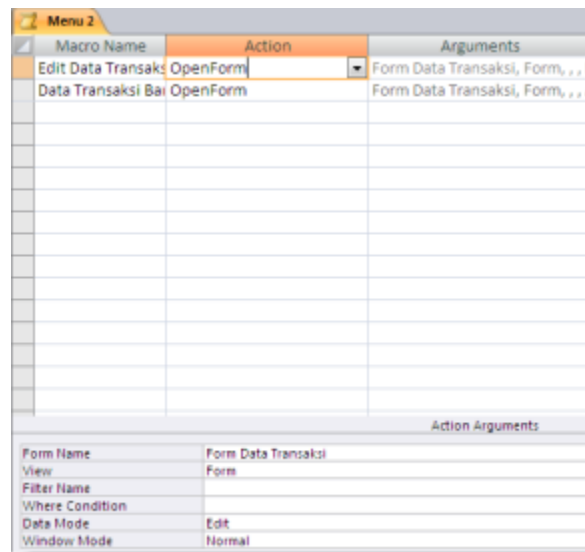 Menu 2
Macro Name Action Arguments
Edit Data Transaks OpenForm Form Data Transaksi, Form, , ,
Data Transaksi Bar OpenForm Form Data Transaksi, Form, , ,
Action Arguments
Form Name Form Data Transaksi
View Form
Filter Name
Where Condition
Data Mode Edit
Window Mode Normal